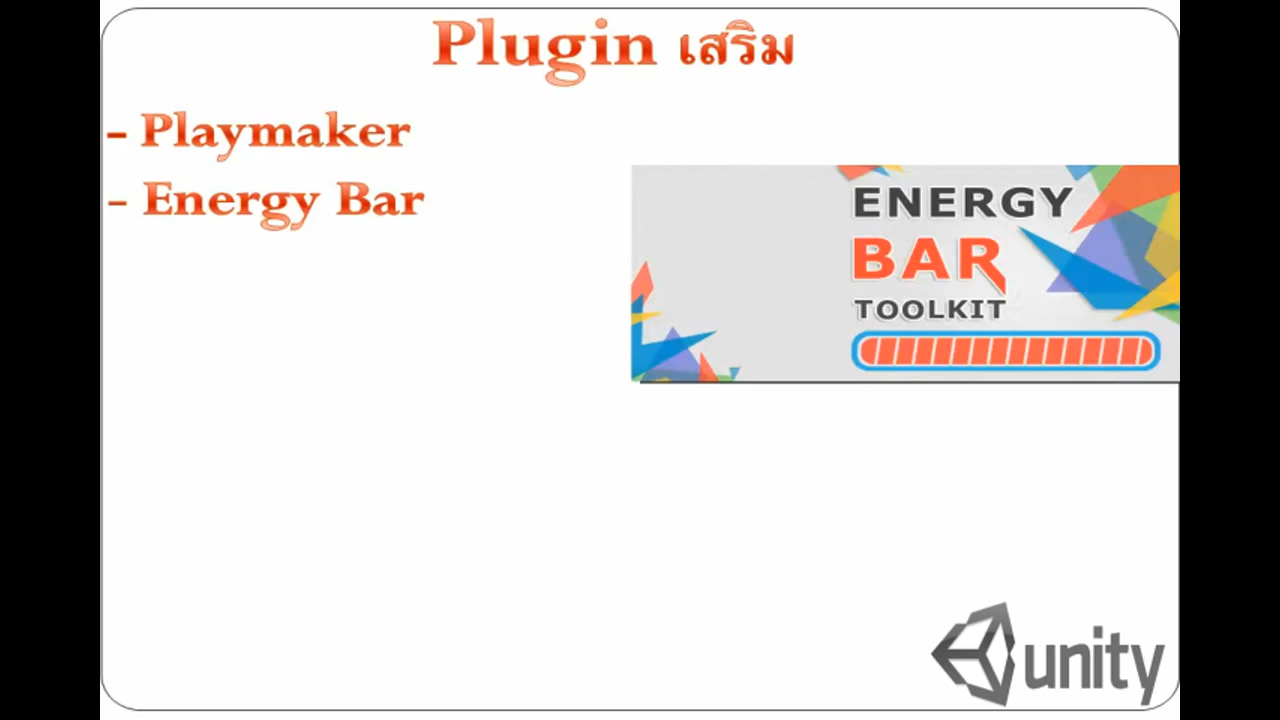 Plugin เสริม
- Playmaker
- Energy Bar
ENERGY
BAR
TOOLKIT
unity